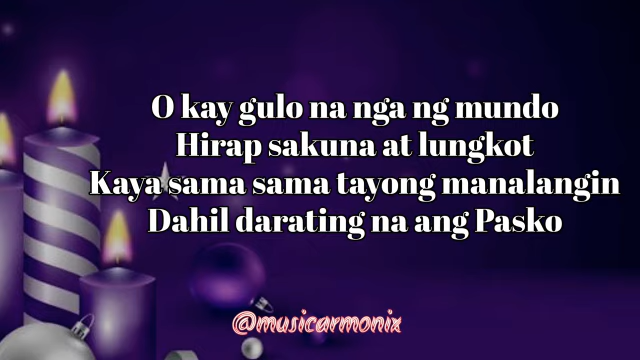 O kay gulo na nga ng mundo
Hirap sakuna at lungkot
Kaya sama sama tayong manalangin
Dahil darating na ang Pasko
@musicarmonix